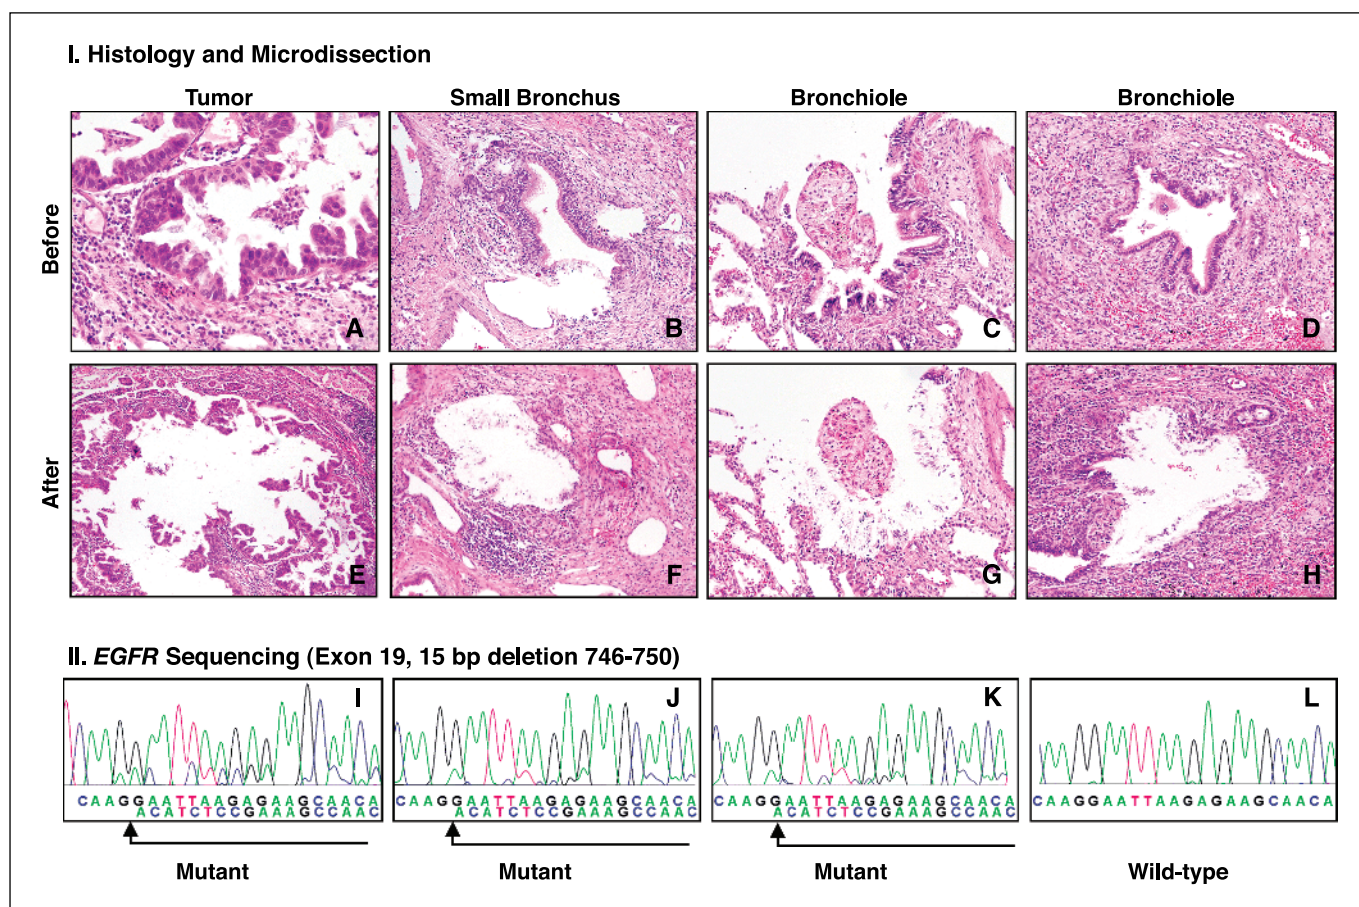 I. Histology and Microdissection
Tumor Small Bronchus Bronchiole Bronchiole
Before
A B C D
After
E F G H
II. EGFR Sequencing (Exon 19, 15 bp deletion 746-750)
I J K L
CAAGGAATTAAGAGAAGCAACA CAAGGAATTAAGAGAAGCAACA CAAGGAATTAAGAGAAGCAACA CAAGGAATTAAGAGAAGCAACA
ACATCTCCGAAAGCCAAC ACATCTCCGAAAGCCAAC ACATCTCCGAAAGCCAAC
Mutant Mutant Mutant Wild-type